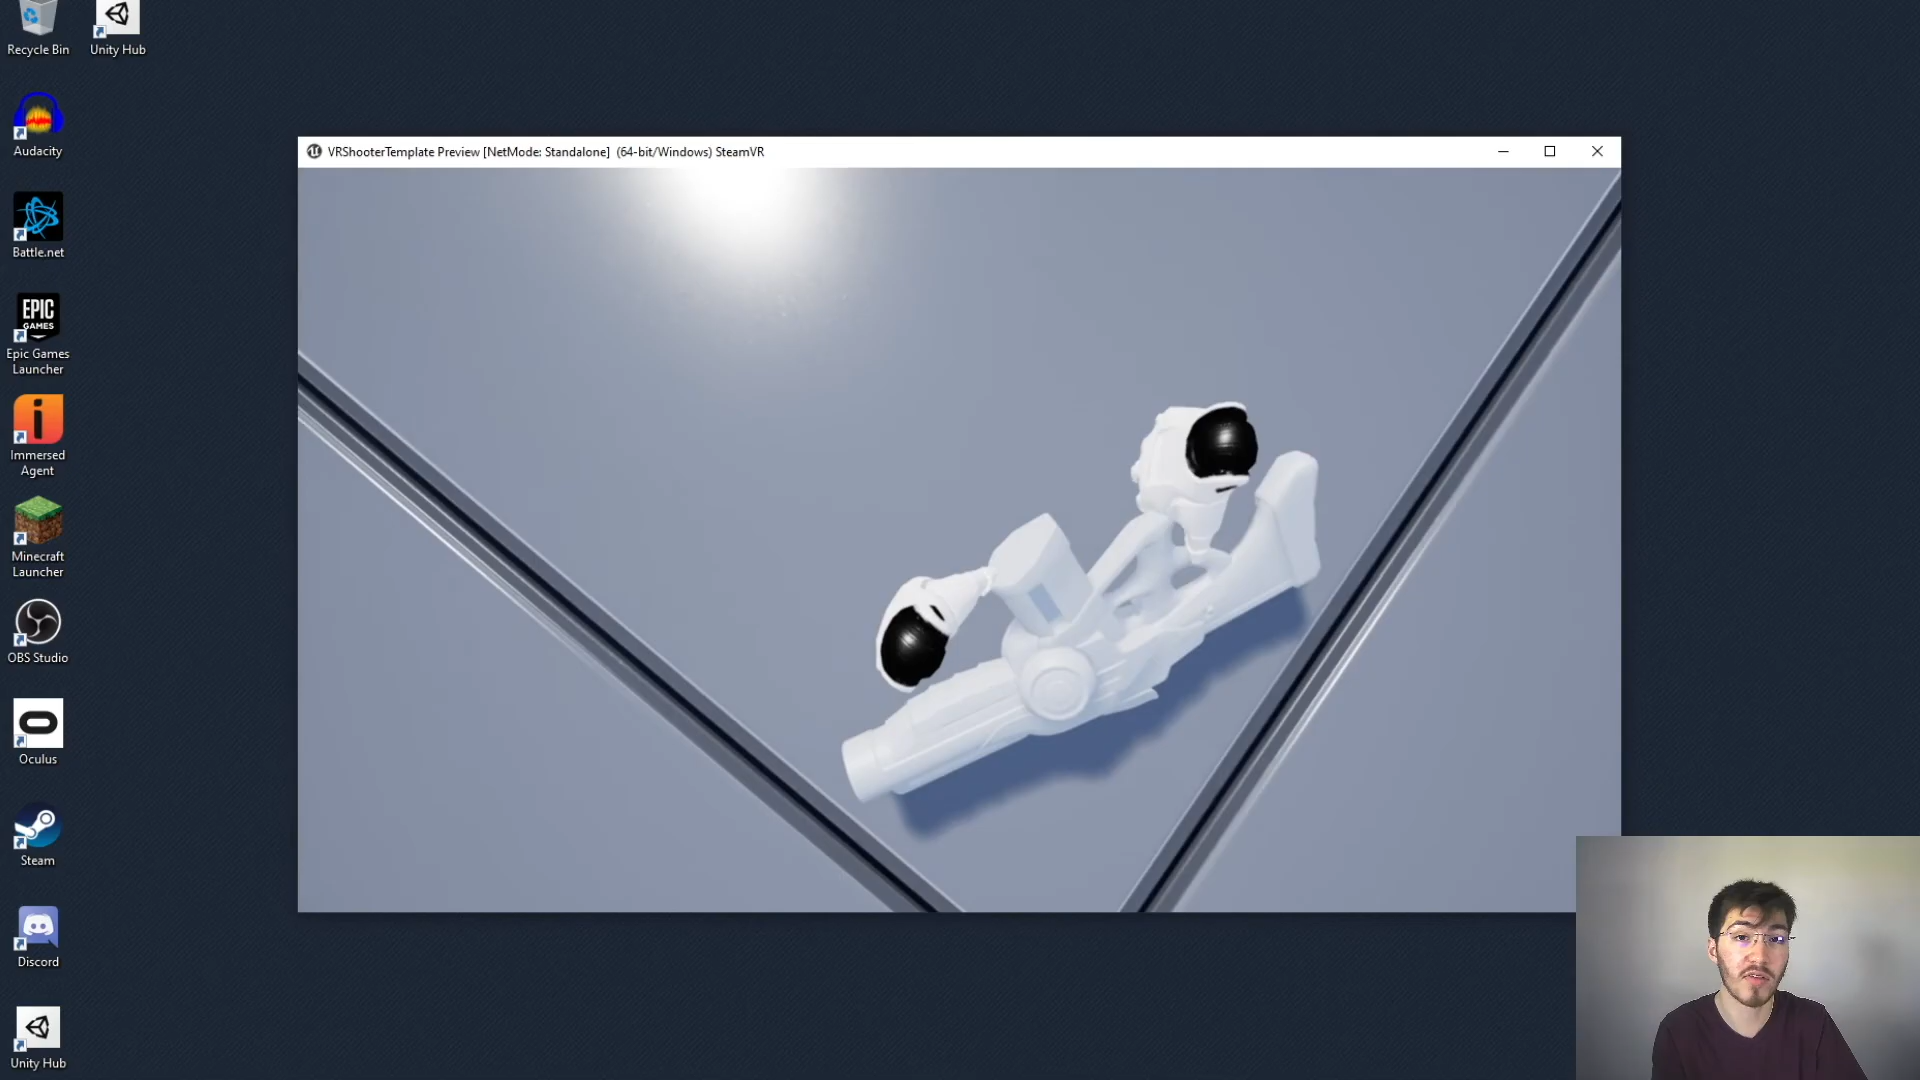 Recycle Bin
Unity Hub
Audacity
Battle.net
EPIC
GAMES
Epic Games
Launcher
Immersed
Agent
Minecraft
Launcher
OBS Studio
Oculus
Steam
Discord
Unity Hub
VRShooterTemplate Preview [NetMode: Standalone] (64-bit/Windows) SteamVR